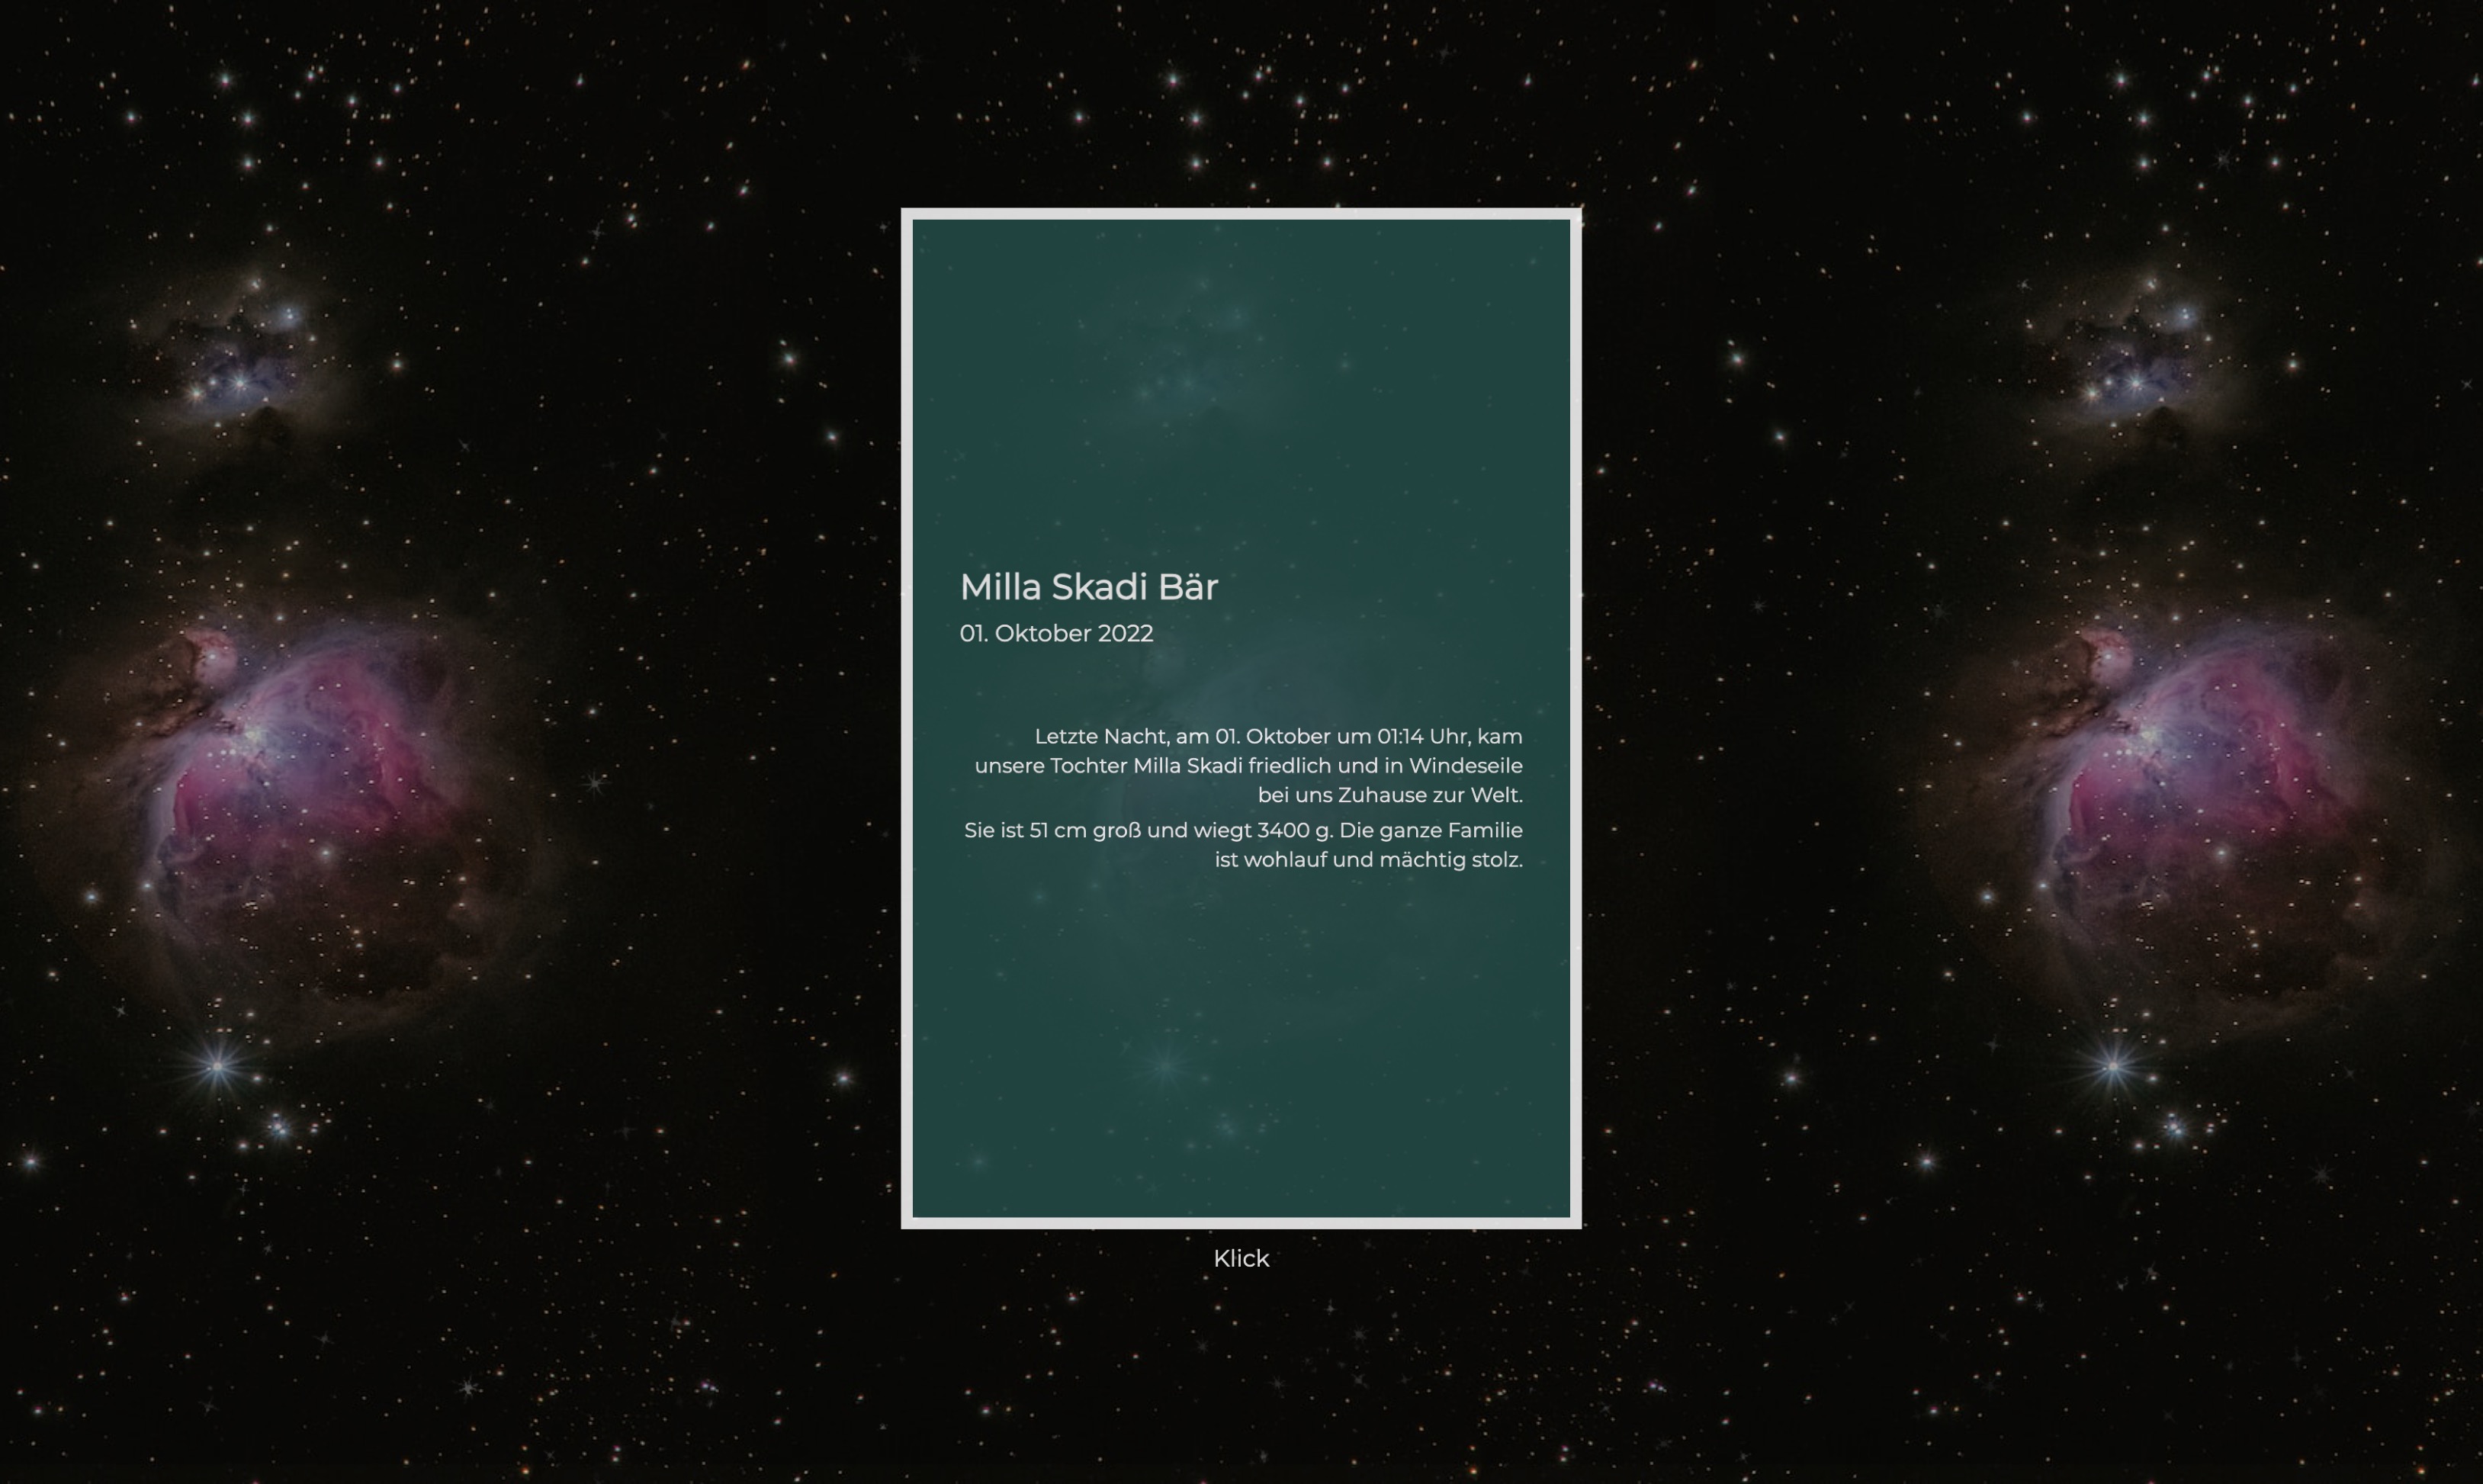 Milla Skadi Bär
01. Oktober 2022
Letzte Nacht, am 01. Oktober um 01:14 Uhr, kam
unsere Tochter Milla Skadi friedlich und in Windeseile
bei uns Zuhause zur Welt.
Sie ist 51 cm groß und wiegt 3400 g. Die ganze Familie
ist wohlauf und mächtig stolz.
Klick